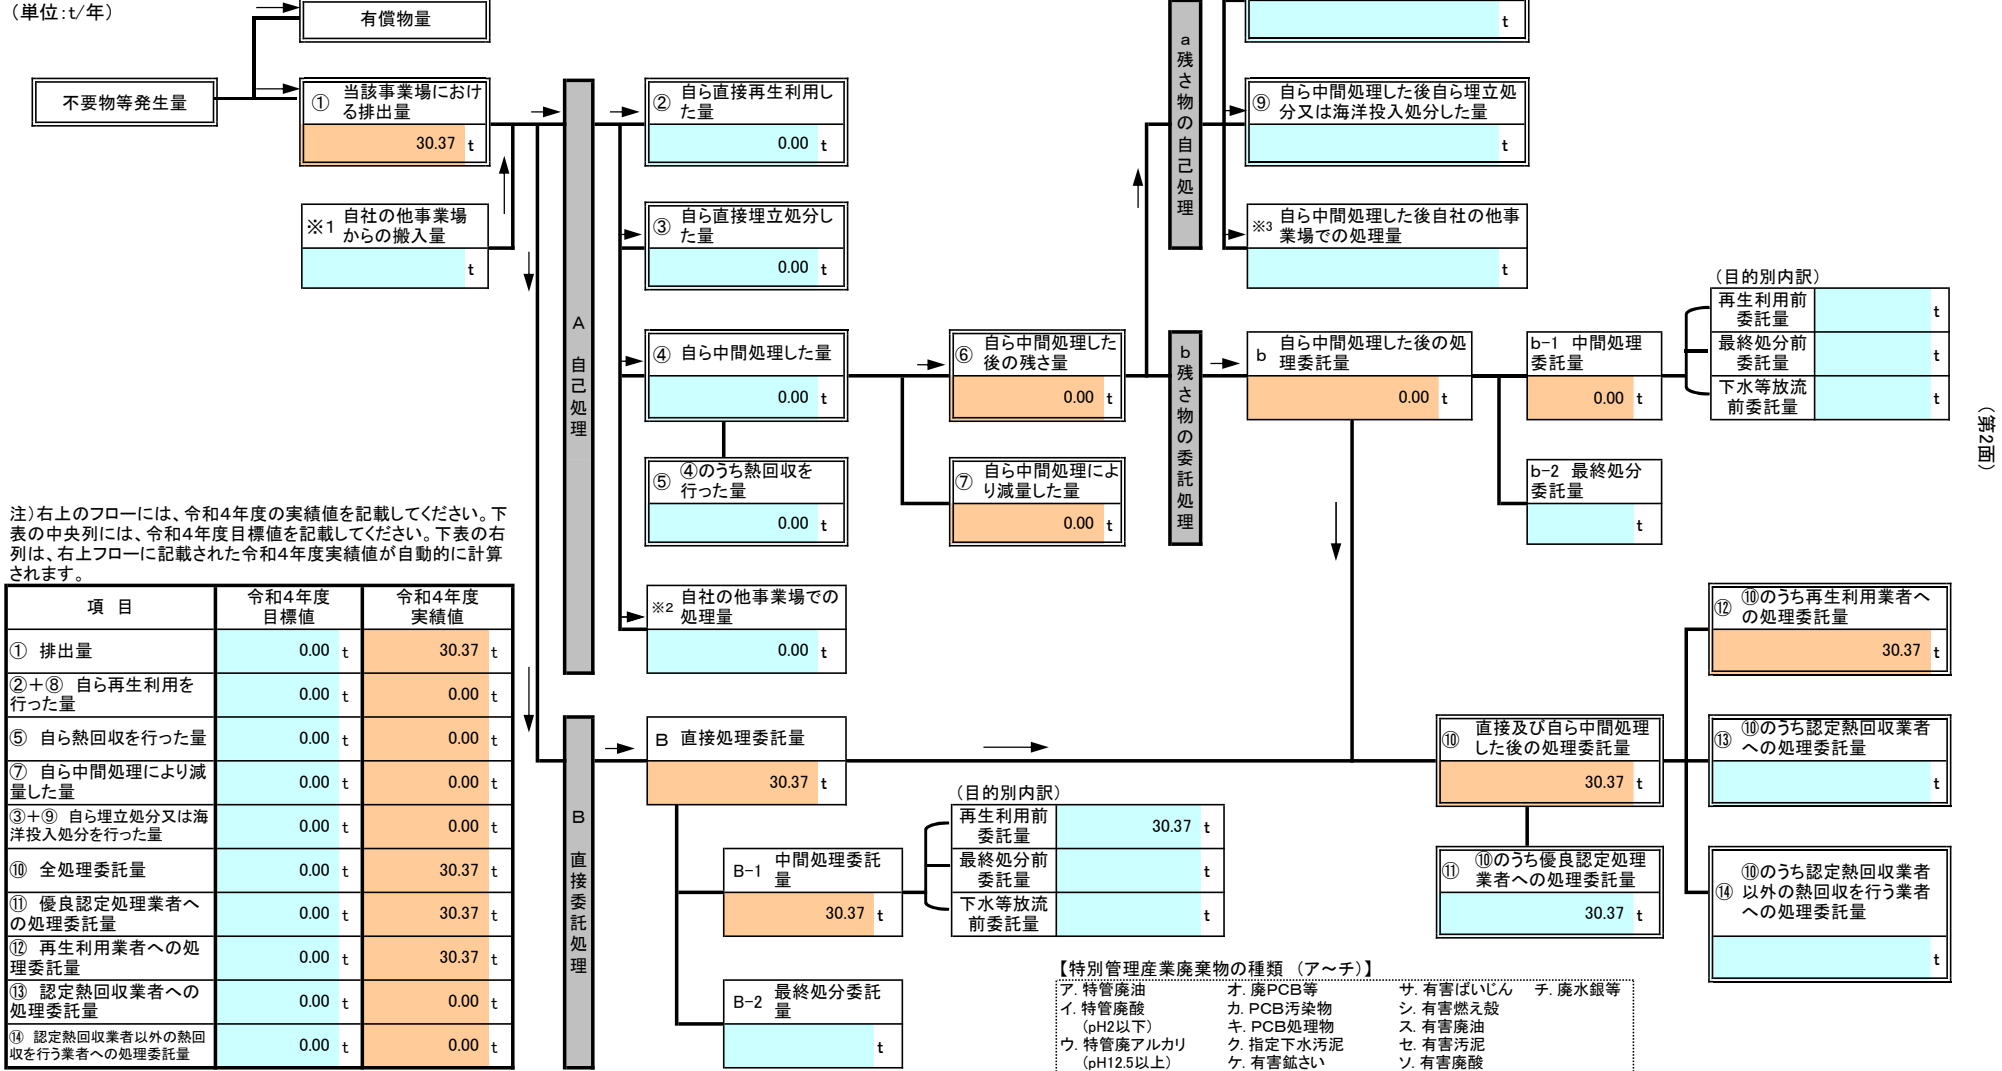 （単位:t/年）
有償物量
不要物等発生量
① 当該事業場におけ
る排出量
30.37 t
※1 自社の他事業場
からの搬入量
t
A 自己処理
② 自ら直接再生利用し
た量
0.00 t
③ 自ら直接埋立処分し
た量
0.00 t
④ 自ら中間処理した量
0.00 t
⑤ ④のうち熱回収を
行った量
0.00 t
※2 自社の他事業場での
処理量
0.00 t
⑥ 自ら中間処理した
後の残さ量
0.00 t
⑦ 自ら中間処理によ
り減量した量
0.00 t
a 残さ物の自己処理
t
⑨ 自ら中間処理した後自ら埋立処
分又は海洋投入処分した量
t
※3 自ら中間処理した後自社の他事
業場での処理量
t
b 残さ物の委託処理
b 自ら中間処理した後の処
理委託量
0.00 t
b-1 中間処理
委託量
0.00 t
b-2 最終処分
委託量
t
（目的別内訳）
再生利用前
委託量
t
最終処分前
委託量
t
下水等放流
前委託量
t
（第2面）
注）右上のフローには、令和4年度の実績値を記載してください。下
表の中央列には、令和4年度目標値を記載してください。下表の右
列は、右上フローに記載された令和4年度実績値が自動的に計算
されます。
項 目
令和4年度
目標値
令和4年度
実績値
① 排出量 0.00 t 30.37 t
②＋⑧ 自ら再生利用を
行った量 0.00 t 0.00 t
⑤ 自ら熱回収を行った量 0.00 t 0.00 t
⑦ 自ら中間処理により減
量した量 0.00 t 0.00 t
③＋⑨ 自ら埋立処分又は海
洋投入処分を行った量 0.00 t 0.00 t
⑩ 全処理委託量 0.00 t 30.37 t
⑪ 優良認定処理業者へ
の処理委託量 0.00 t 30.37 t
⑫ 再生利用業者への処
理委託量 0.00 t 30.37 t
⑬ 認定熱回収業者への
処理委託量 0.00 t 0.00 t
⑭ 認定熱回収業者以外の熱回
収を行う業者への処理委託量 0.00 t 0.00 t
B 直接委託処理
B 直接処理委託量
30.37 t
B-1 中間処理委託
量
30.37 t
B-2 最終処分委託
量
t
（目的別内訳）
再生利用前
委託量
30.37 t
最終処分前
委託量
t
下水等放流
前委託量
t
⑩ 直接及び自ら中間処理
した後の処理委託量
30.37 t
⑪ ⑩のうち優良認定処理
業者への処理委託量
30.37 t
⑫ ⑩のうち再生利用業者へ
の処理委託量
30.37 t
⑬ ⑩のうち認定熱回収業者
への処理委託量
t
⑭ ⑩のうち認定熱回収業者
以外の熱回収を行う業者
への処理委託量
t
【特別管理産業廃棄物の種類 （ア～チ）】
ア. 特管廃油 オ. 廃PCB等 サ. 有害ばいじん チ. 廃水銀等
イ. 特管廃酸 カ. PCB汚染物 シ. 有害燃え殻
（pH2以下） キ. PCB処理物 ス. 有害廃油
ウ. 特管廃アルカリ ク. 指定下水汚泥 セ. 有害汚泥
（pH12.5以上） ケ. 有害鉱さい ソ. 有害廃酸